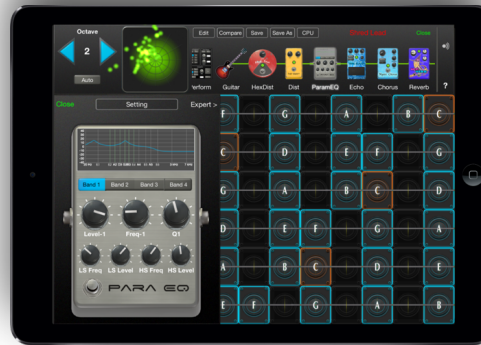 Octave
2
Auto
Edit Compare Save Save As CPU
Close
erform Guitar HexDist Dist ParamEQ Echo Chorus Reverb ?
Close Setting Expert >
Band 1 Band 2 Band 3 Band 4
Level-1 Freq-1 Q1
LS Freq LS Level HS Freq HS Level
PARA EQ
F G A B C
C D E F G
G A B C D
D E F G A
A B C D E
E F G A B